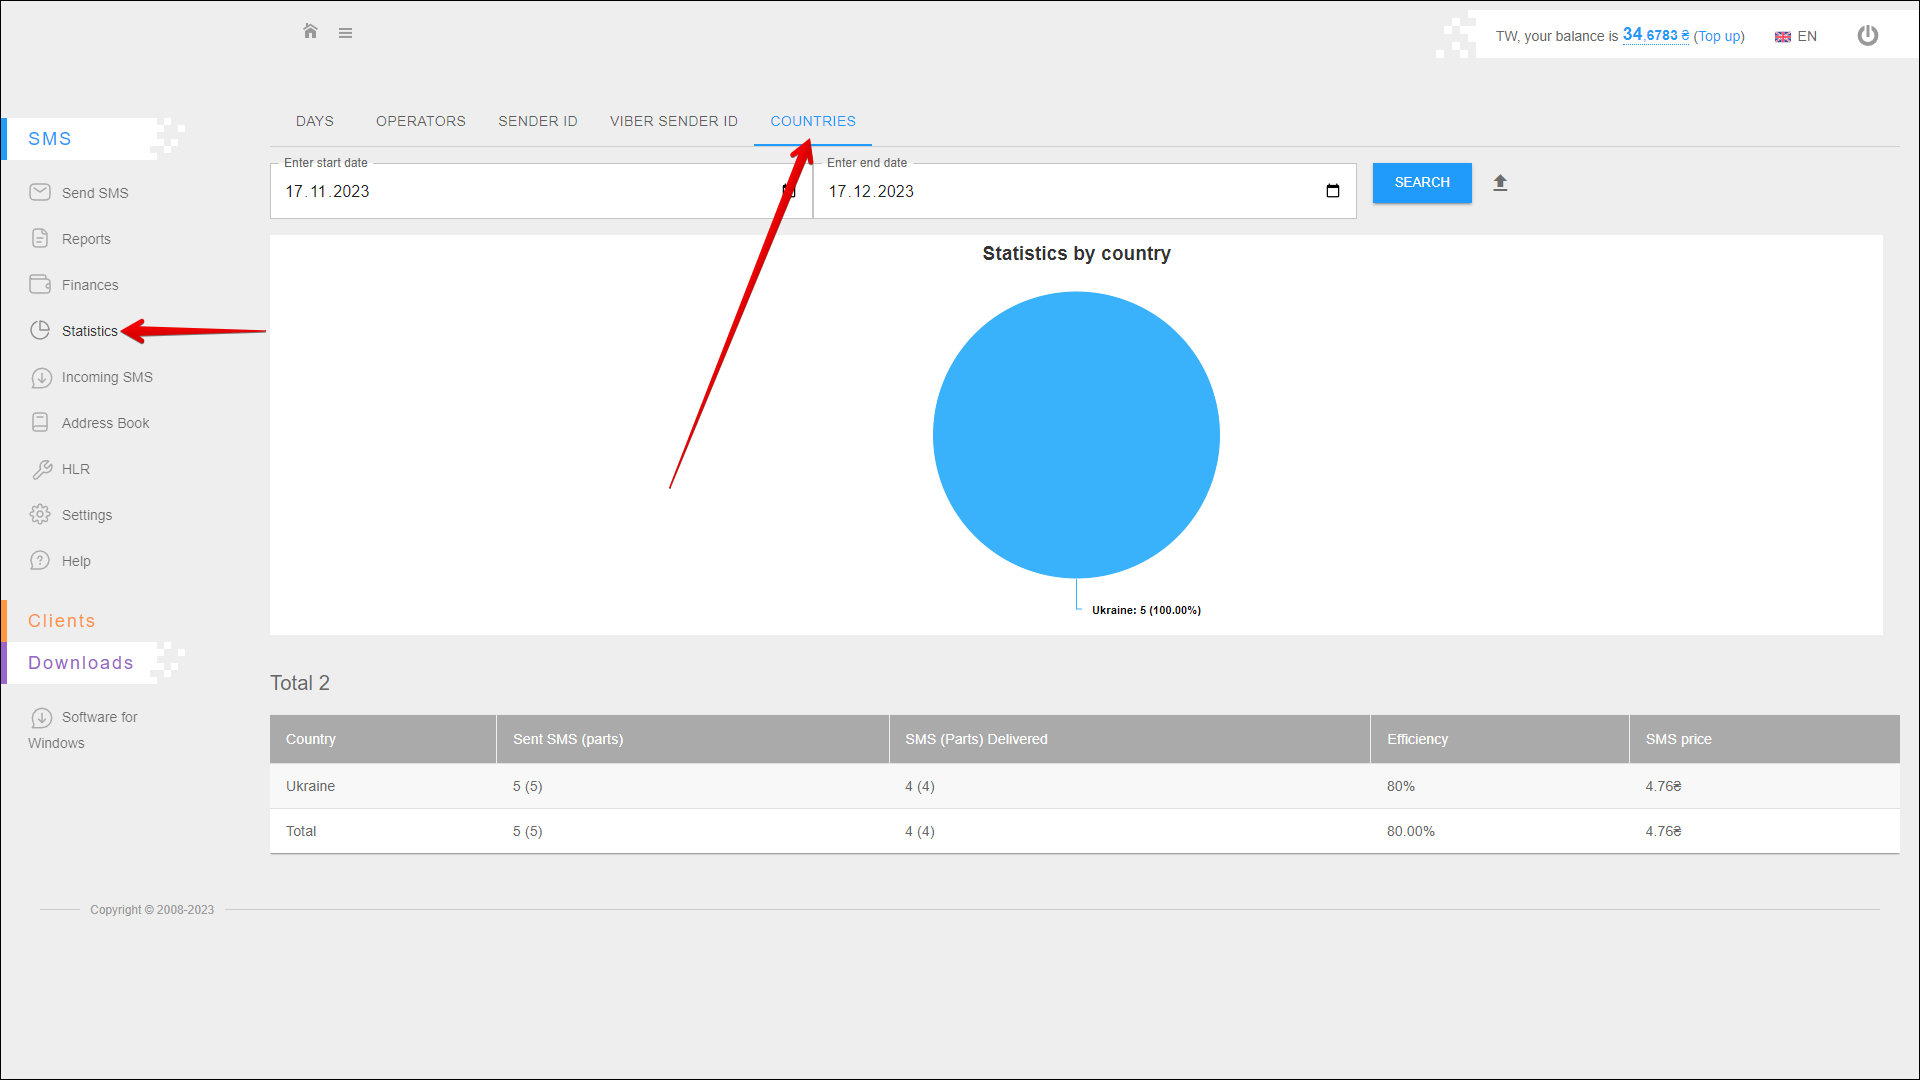 TW, your balance is 34,6783 ₴ (Top up) EN
DAYS OPERATORS SENDER ID VIBER SENDER ID COUNTRIES
SMS
Send SMS
Reports
Finances
Statistics
Incoming SMS
Address Book
HLR
Settings
Help
Clients
Downloads
Software for
Windows
Enter start date Enter end date
17.11.2023 17.12.2023 SEARCH
Statistics by country
Ukraine: 5 (100.00%)
Total 2
Country Sent SMS (parts) SMS (Parts) Delivered Efficiency SMS price
Ukraine 5 (5) 4 (4) 80% 4.76₴
Total 5 (5) 4 (4) 80.00% 4.76₴
Copyright © 2008-2023